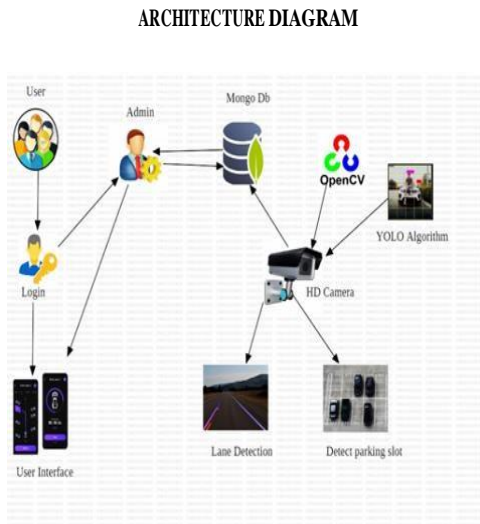 ARCHITECTURE DIAGRAM
User
Admin
Mongo Db
OpenCV
YOLO Algorithm
Login
HD Camera
Lane Detection
Detect parking slot
User Interface